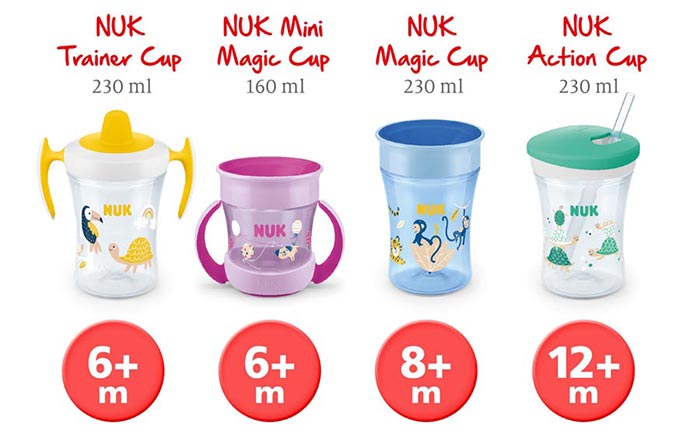 NUK
Trainer Cup
230 ml
NUK Mini
Magic Cup
160 ml
NUK
Magic Cup
230 ml
NUK
Action Cup
230 ml
NUK
NUK
NUK
NUK
6+
m
6+
m
8+
m
12+
m